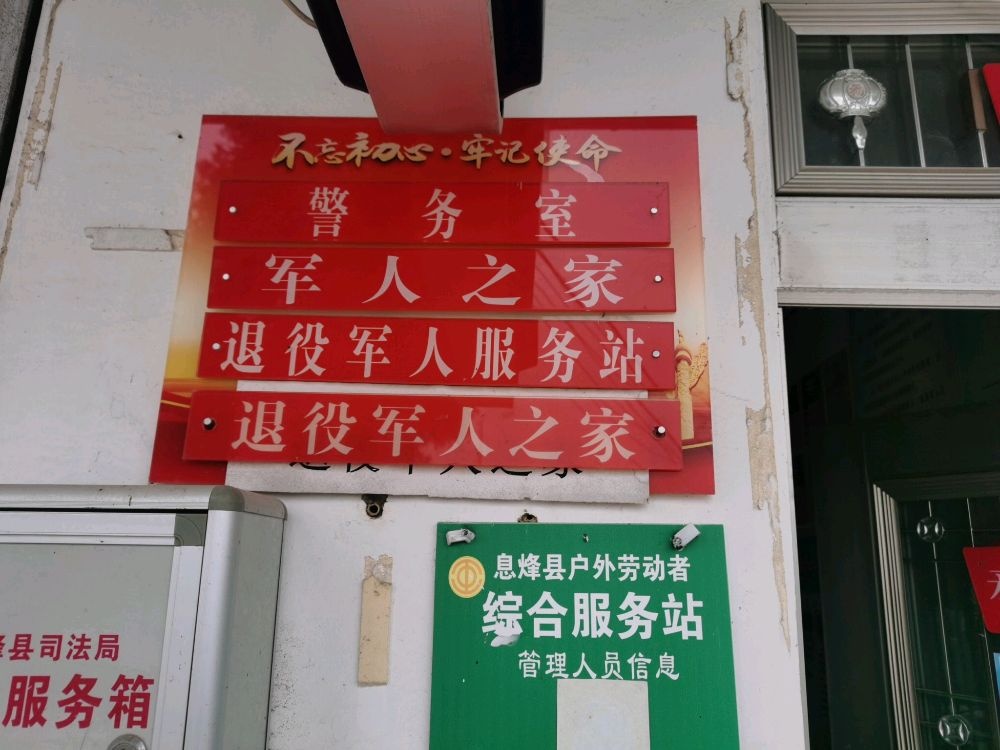 不忘初心·牢记使命
警务室
军人之家
退役军人服务站
退役军人之家
息烽县户外劳动者
综合服务站
管理人员信息
烽县司法局
服务箱